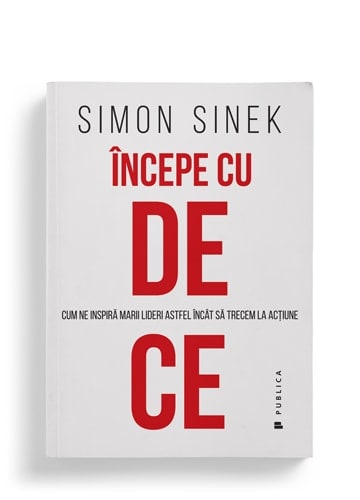 SIMON SINEK
ÎNCEPE CU
DE
CUM NE INSPIRĂ MARII LIDERI ASTFEL ÎNCÂT SĂ TRECEM LA ACȚIUNE
CE
PUBLICA